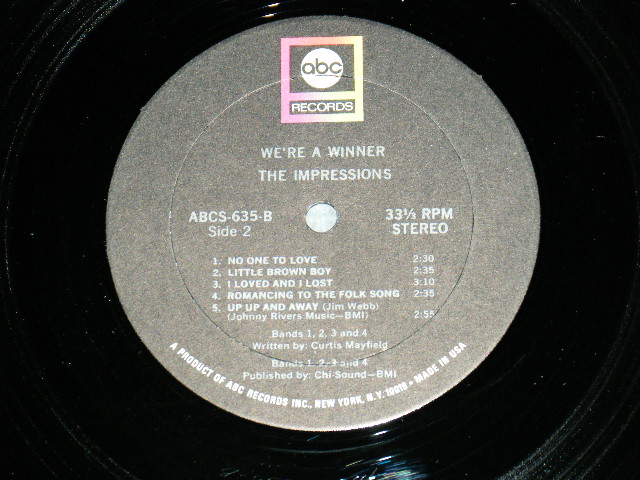 abc
RECORDS
WE'RE A WINNER
THE IMPRESSIONS
ABCS-635-B
Side 2
33⅓ RPM
STEREO
1. NO ONE TO LOVE 2:30
2. LITTLE BROWN BOY 2:35
3. I LOVED AND I LOST 3:10
4. ROMANCING TO THE FOLK SONG 2:35
5. UP UP AND AWAY (Jim Webb)
(Johnny Rivers Music—BMI) 2:55
Bands 1, 2, 3 and 4
Written by: Curtis Mayfield
Bands 1, 2, 3 and 4
Published by: Chi-Sound—BMI
A PRODUCT OF ABC RECORDS INC., NEW YORK, N.Y. 10019 • MADE IN USA